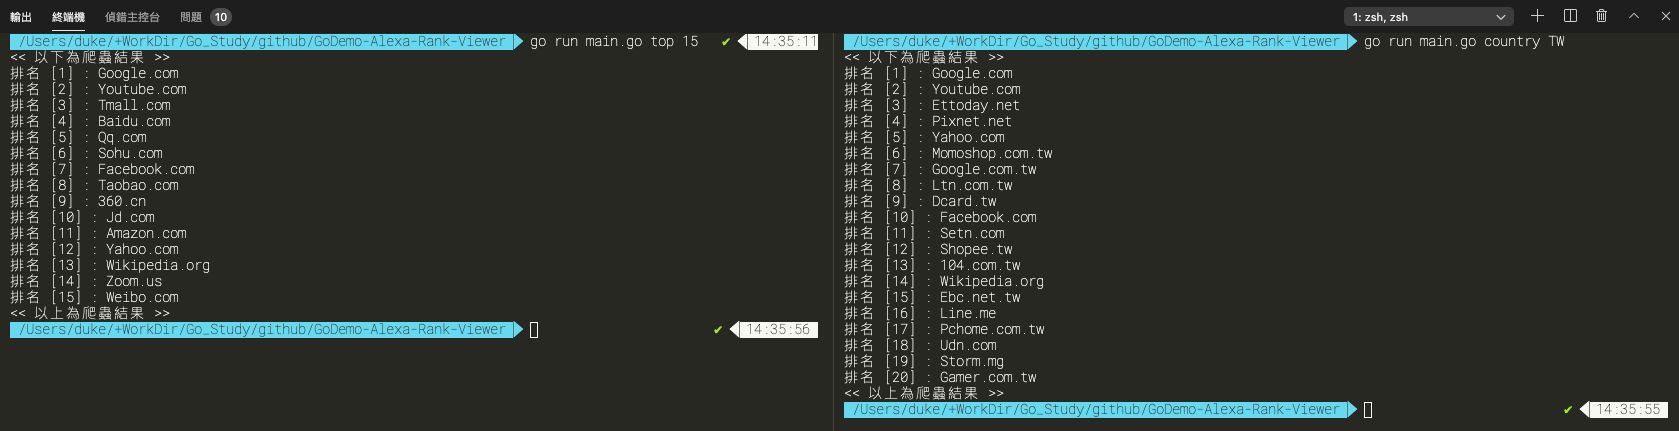 輸出 終端機 偵錯主控台 問題 10
1: zsh, zsh
/Users/duke/+WorkDir/Go_Study/github/GoDemo-Alexa-Rank-Viewer go run main.go top 15 ✔ 14:35:11
<< 以下為爬蟲結果 >>
排名 [1] : Google.com
排名 [2] : Youtube.com
排名 [3] : Tmall.com
排名 [4] : Baidu.com
排名 [5] : Qq.com
排名 [6] : Sohu.com
排名 [7] : Facebook.com
排名 [8] : Taobao.com
排名 [9] : 360.cn
排名 [10] : Jd.com
排名 [11] : Amazon.com
排名 [12] : Yahoo.com
排名 [13] : Wikipedia.org
排名 [14] : Zoom.us
排名 [15] : Weibo.com
<< 以上為爬蟲結果 >>
/Users/duke/+WorkDir/Go_Study/github/GoDemo-Alexa-Rank-Viewer ✔ 14:35:56
/Users/duke/+WorkDir/Go_Study/github/GoDemo-Alexa-Rank-Viewer go run main.go country TW
<< 以下為爬蟲結果 >>
排名 [1] : Google.com
排名 [2] : Youtube.com
排名 [3] : Ettoday.net
排名 [4] : Pixnet.net
排名 [5] : Yahoo.com
排名 [6] : Momoshop.com.tw
排名 [7] : Google.com.tw
排名 [8] : Ltn.com.tw
排名 [9] : Dcard.tw
排名 [10] : Facebook.com
排名 [11] : Setn.com
排名 [12] : Shopee.tw
排名 [13] : 104.com.tw
排名 [14] : Wikipedia.org
排名 [15] : Ebc.net.tw
排名 [16] : Line.me
排名 [17] : Pchome.com.tw
排名 [18] : Udn.com
排名 [19] : Storm.mg
排名 [20] : Gamer.com.tw
<< 以上為爬蟲結果 >>
/Users/duke/+WorkDir/Go_Study/github/GoDemo-Alexa-Rank-Viewer ✔ 14:35:55